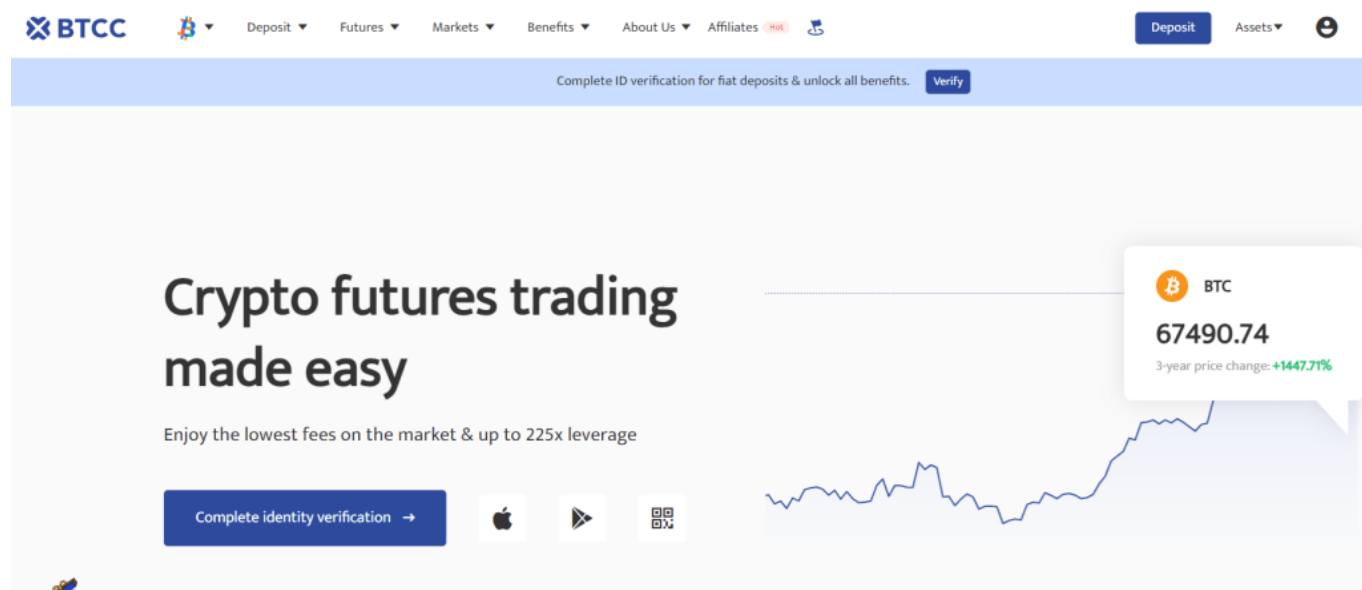 BTCC
Deposit Futures Markets Benefits About Us Affiliates Hot
Deposit Assets
Complete ID verification for fiat deposits & unlock all benefits. Verify
Crypto futures trading
made easy
Enjoy the lowest fees on the market & up to 225x leverage
Complete identity verification →
BTC
67490.74
3-year price change: +1447.71%